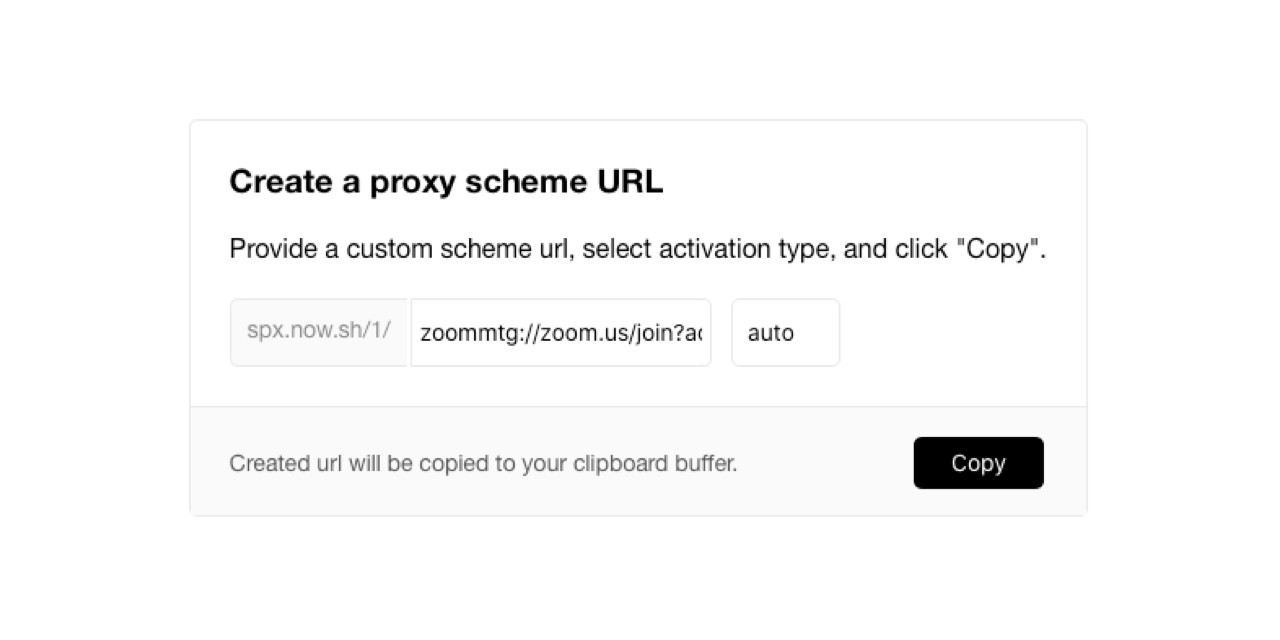 Create a proxy scheme URL
Provide a custom scheme url, select activation type, and click "Copy".
spx.now.sh/1/ zoommtg://zoom.us/join?ac auto
Created url will be copied to your clipboard buffer. Copy